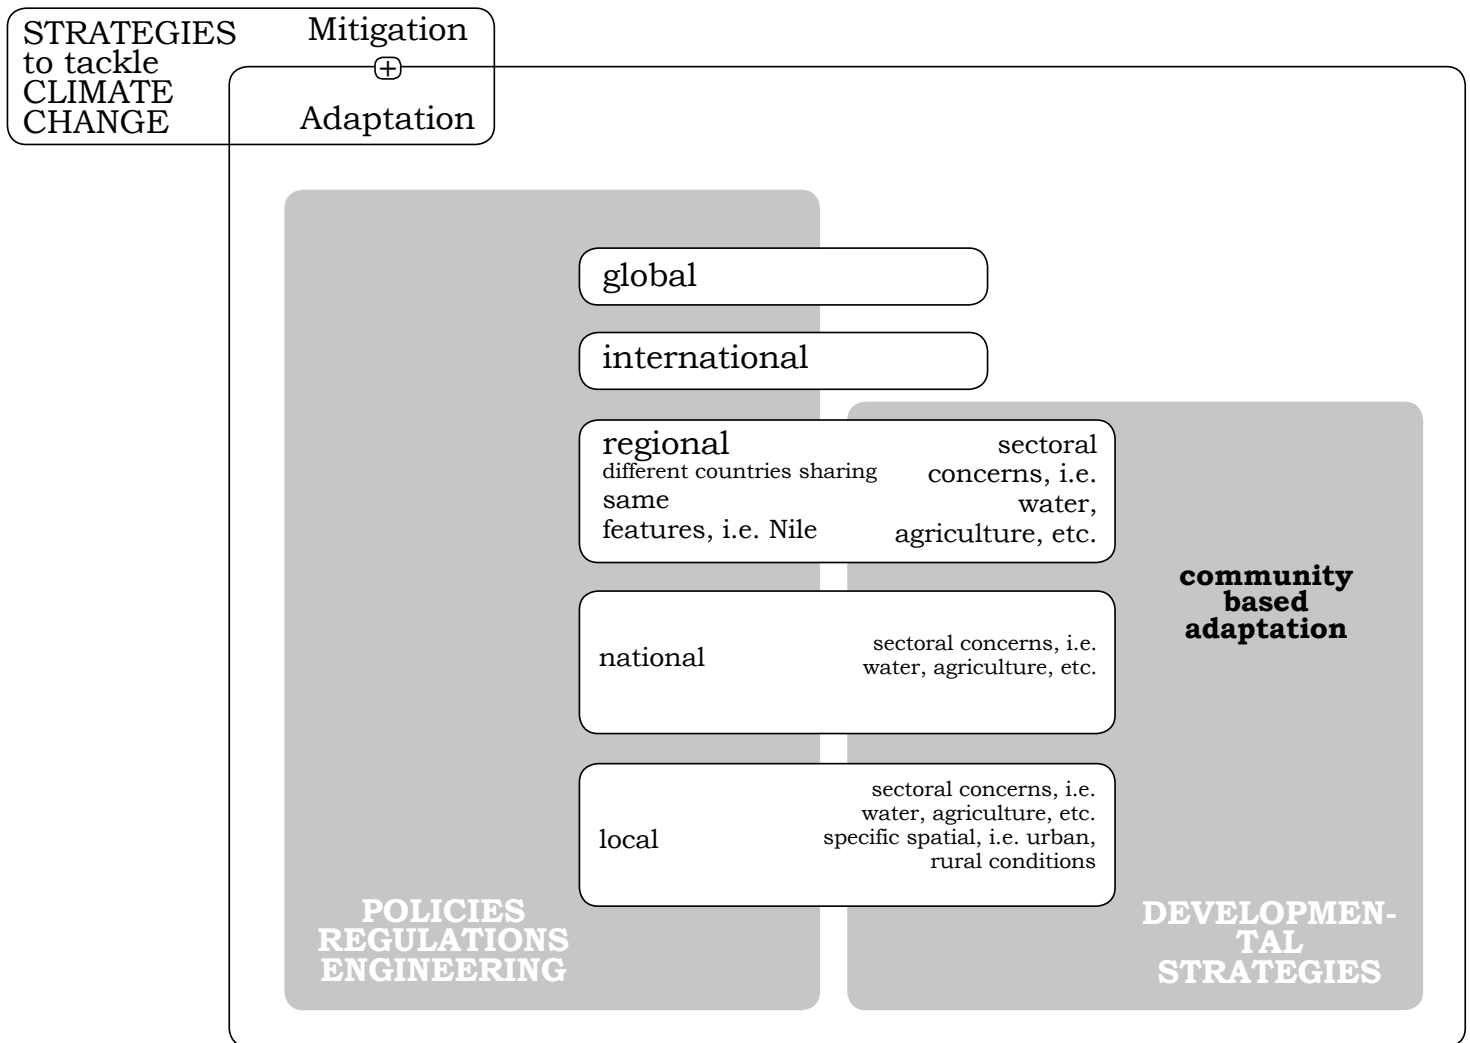 STRATEGIES
to tackle
CLIMATE
CHANGE
Mitigation
+
Adaptation
global
international
regional
different countries sharing
same
features, i.e. Nile
sectoral
concerns, i.e.
water,
agriculture, etc.
community
based
adaptation
national
sectoral concerns, i.e.
water, agriculture, etc.
local
sectoral concerns, i.e.
water, agriculture, etc.
specific spatial, i.e. urban,
rural conditions
POLICIES
REGULATIONS
ENGINEERING
DEVELOPMEN-
TAL
STRATEGIES